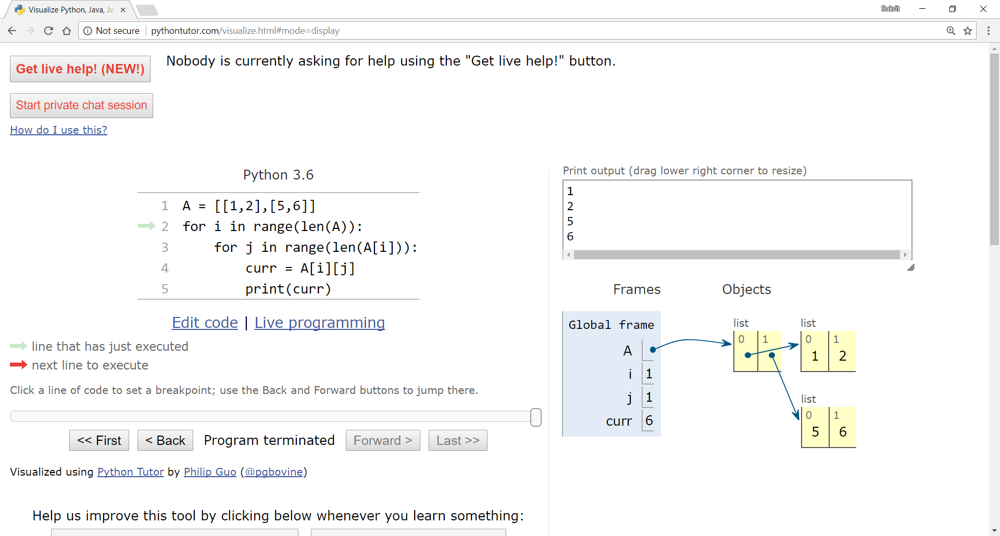 Visualize Python, Java, Ja
Sukrit
Not secure
pythontutor.com/visualize.html#mode=display
Get live help! (NEW!)
Nobody is currently asking for help using the "Get live help!" button.
Start private chat session
How do I use this?
Python 3.6
1 A = [[1,2],[5,6]]
2 for i in range(len(A)):
3     for j in range(len(A[i])):
4         curr = A[i][j]
5         print(curr)
Edit code | Live programming
line that has just executed
next line to execute
Click a line of code to set a breakpoint; use the Back and Forward buttons to jump there.
<< First
< Back
Program terminated
Forward >
Last >>
Visualized using Python Tutor by Philip Guo (@pgbovine)
Help us improve this tool by clicking below whenever you learn something:
Print output (drag lower right corner to resize)
1
2
5
6
Frames
Objects
Global frame
A
i 1
j 1
curr 6
list
0 1
list
0 1
1 2
list
0 1
5 6